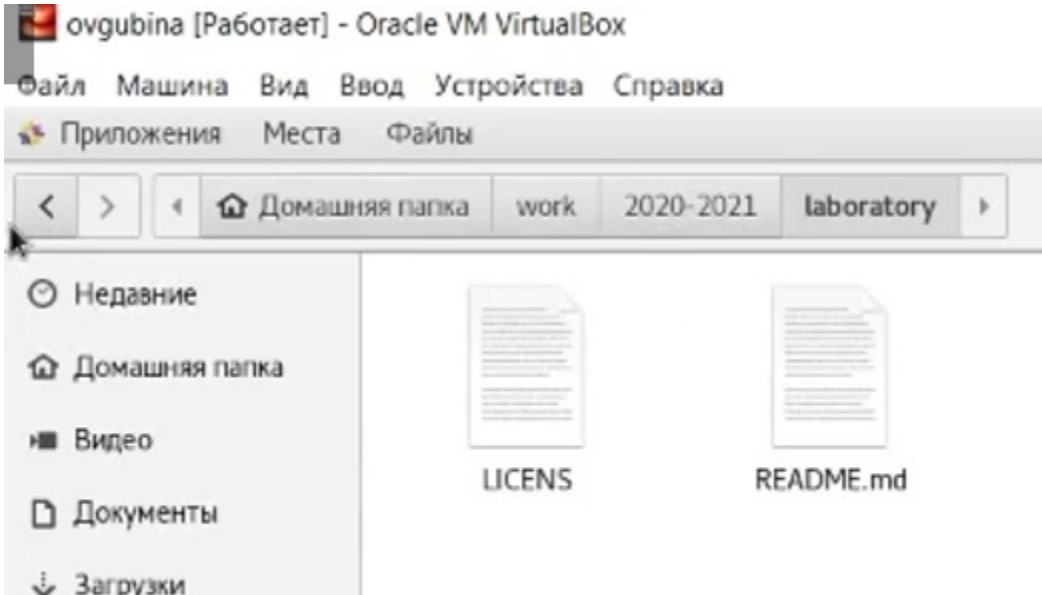 ovgubina [Работает] - Oracle VM VirtualBox
Файл Машина Вид Ввод Устройства Справка
Приложения Места Файлы
Домашняя папка work 2020-2021 laboratory
Недавние
Домашняя папка
Видео
Документы
Загрузки
LICENS
README.md